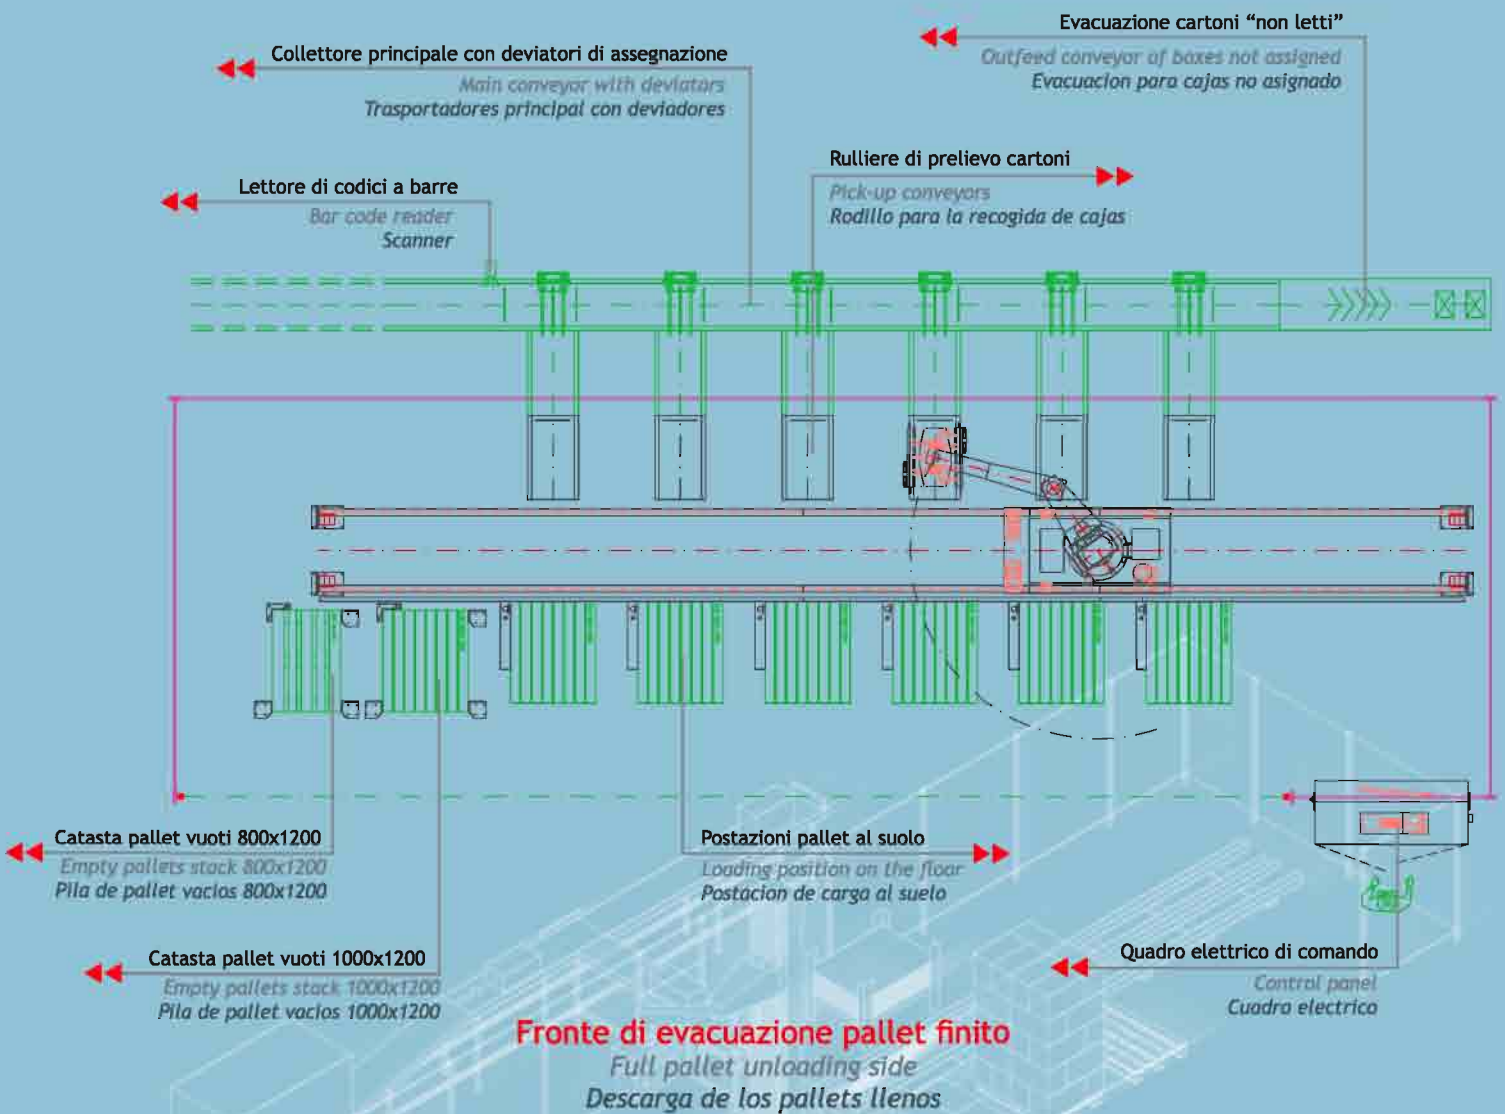 Evacuazione cartoni “non letti”
Outfeed conveyor of boxes not assigned
Evacuacion para cajas no asignado
Collettore principale con deviatori di assegnazione
Main conveyor with deviators
Trasportadores principal con deviadores
Rulliere di prelievo cartoni
Pick-up conveyors
Rodillo para la recogida de cajas
Lettore di codici a barre
Bar code reader
Scanner
Catasta pallet vuoti 800x1200
Empty pallets stack 800x1200
Pila de pallet vacios 800x1200
Postazioni pallet al suolo
Loading position on the floor
Postacion de carga al suelo
Catasta pallet vuoti 1000x1200
Empty pallets stack 1000x1200
Pila de pallet vacios 1000x1200
Quadro elettrico di comando
Control panel
Cuadro electrico
Fronte di evacuazione pallet finito
Full pallet unloading side
Descarga de los pallets llenos